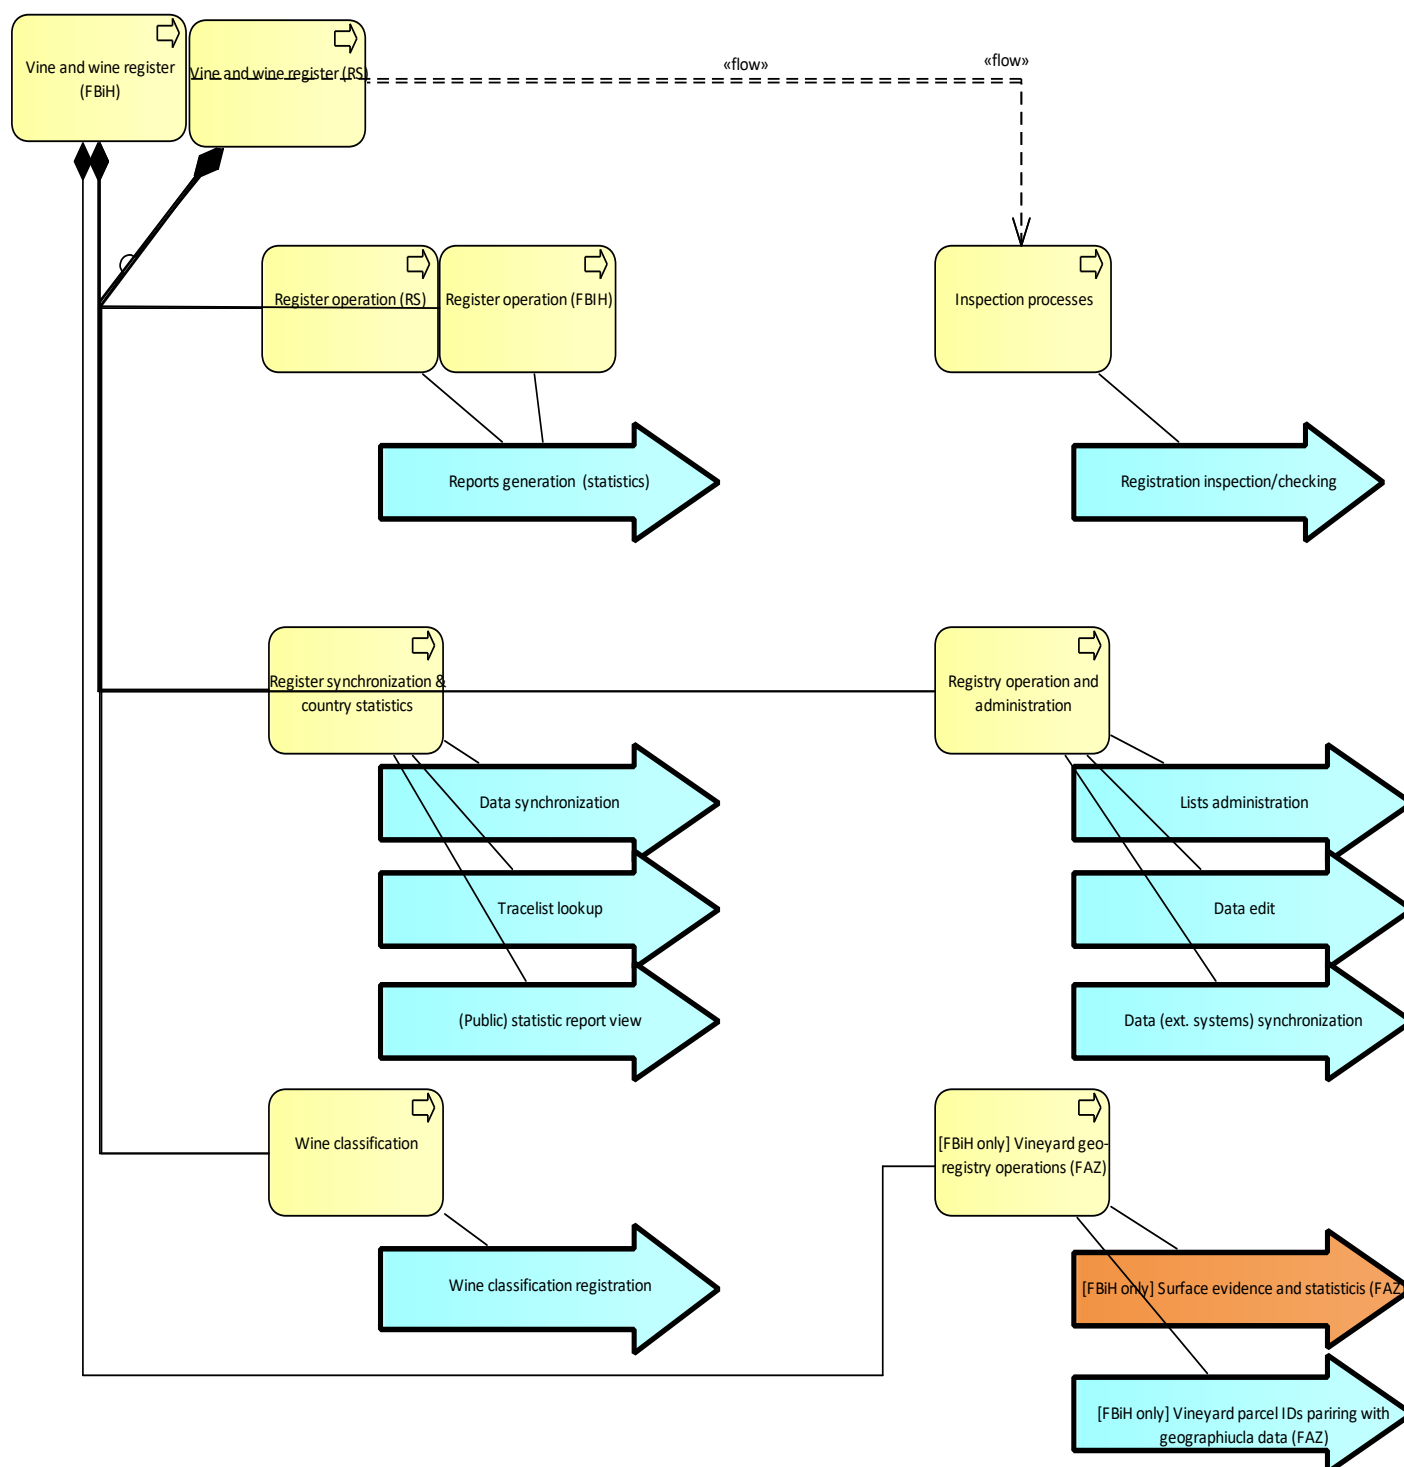 Vine and wine register
(FBiH)
Vine and wine register (RS)
«flow»
«flow»
Register operation (RS)
Register operation (FBIH)
Inspection processes
Reports generation  (statistics)
Registration inspection/checking
Register synchronization &
country statistics
Registry operation and
administration
Data synchronization
Lists administration
Tracelist lookup
Data edit
(Public) statistic report view
Data (ext. systems) synchronization
Wine classification
[FBiH only] Vineyard geo-
registry operations (FAZ)
Wine classification registration
[FBiH only] Surface evidence and statisticis (FAZ)
[FBiH only] Vineyard parcel IDs pariring with
geographiucla data (FAZ)